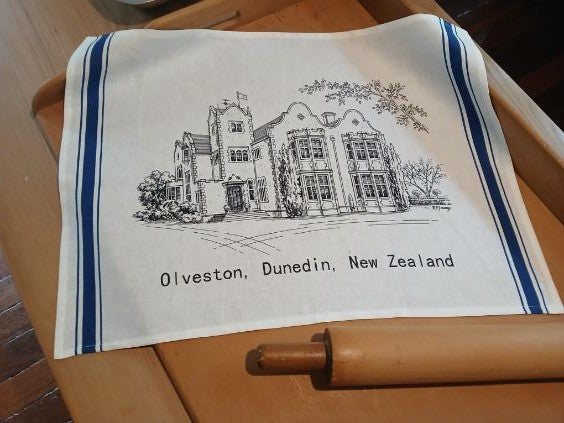 Olveston, Dunedin, New Zealand